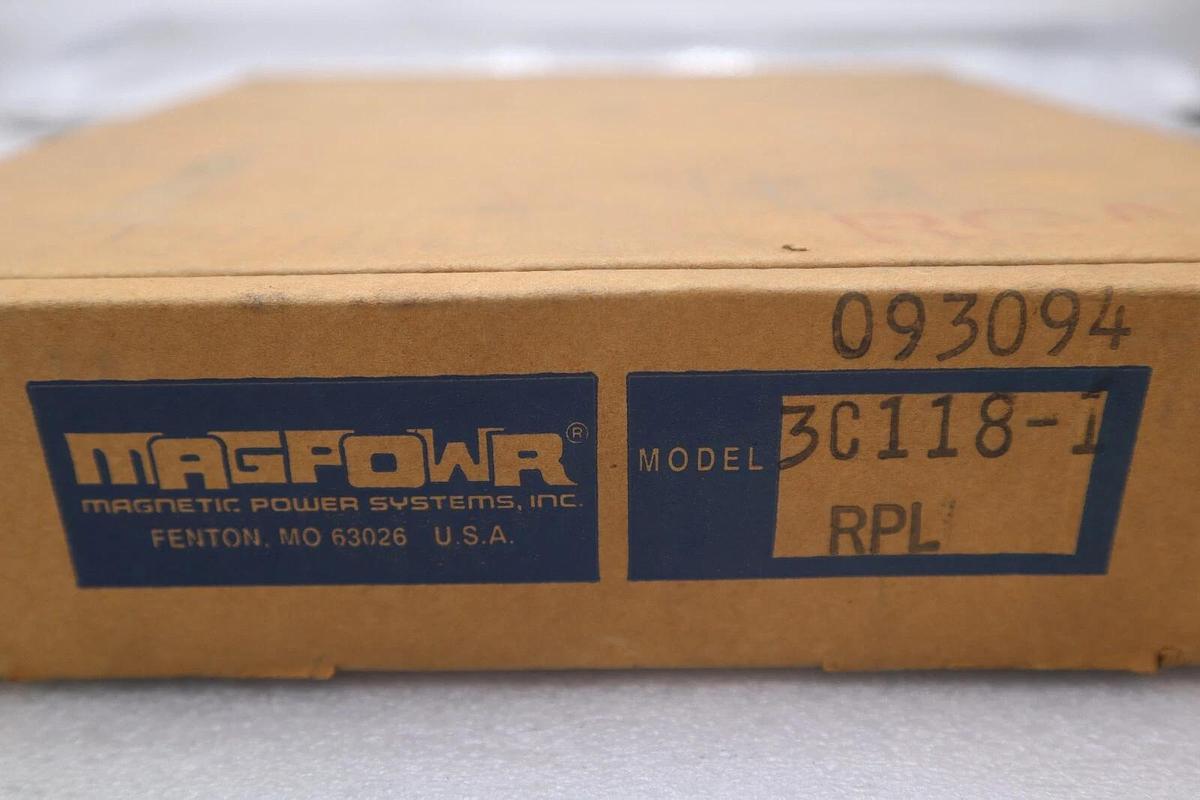 093094
MAGPOWR®
MAGNETIC POWER SYSTEMS, INC.
FENTON, MO 63026 U.S.A.
MODEL 3C118-1
RPL